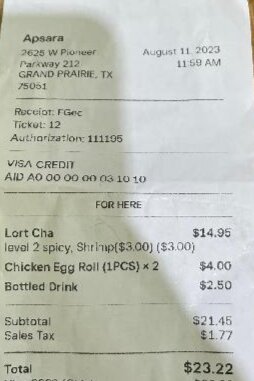 Apsara
2625 W Pioneer August 11, 2023
Parkway 212 11:59 AM
GRAND PRAIRIE, TX
75051
Receipt: FGec
Ticket: 12
Authorization: 111195
VISA CREDIT
AID A0 00 00 00 03 10 10
FOR HERE
Lort Cha $14.95
level 2 spicy, Shrimp($3.00) ($3.00)
Chicken Egg Roll (1PCS) × 2 $4.00
Bottled Drink $2.50
Subtotal $21.45
Sales Tax $1.77
Total $23.22